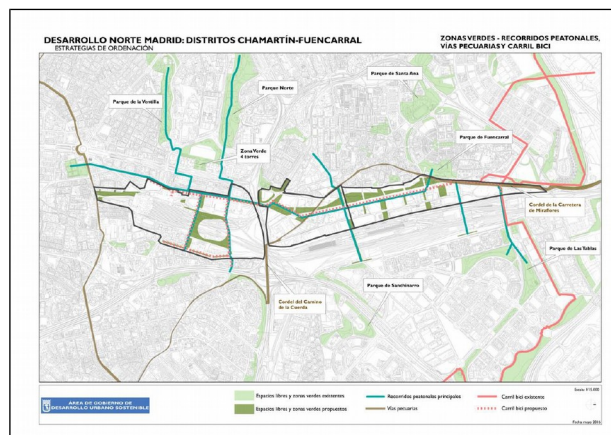 DESARROLLO NORTE MADRID: DISTRITOS CHAMARTÍN-FUENCARRAL
ESTRATEGIAS DE ORDENACIÓN
ZONAS VERDES - RECORRIDOS PEATONALES,
VÍAS PECUARIAS Y CARRIL BICI
Parque de Santa Ana
Parque Norte
Parque de la Ventilla
Parque de Fuencarral
Zona Verde
4 torres
Cordel de la Carretera
de Miraflores
Parque de Las Tablas
Parque de Sanchinarro
Cordel del Camino
de la Cuerda
ÁREA DE GOBIERNO DE
DESARROLLO URBANO SOSTENIBLE
Espacios libres y zonas verdes existentes
Espacios libres y zonas verdes propuestos
Recorridos peatonales principales
Vías pecuarias
Carril bici existente
Carril bici propuesto